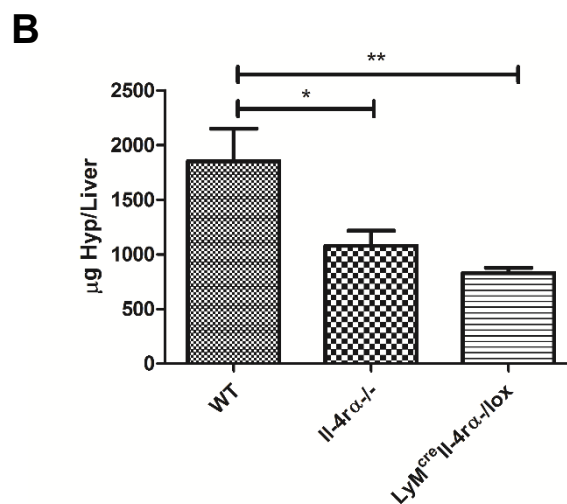 B
**
*
2500
2000
1500
1000
500
0
μg Hyp/Liver
WT
Il-4rα-/-
LyMcreIl-4rα-/lox